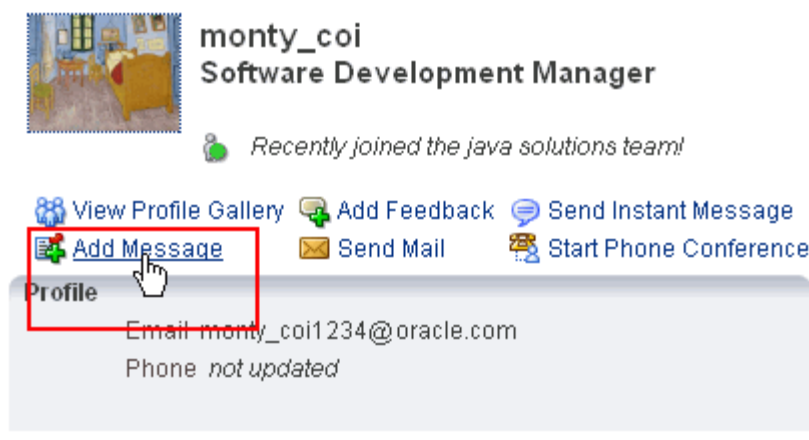 monty_coi
Software Development Manager
Recently joined the java solutions team!
View Profile Gallery Add Feedback Send Instant Message
Add Message Send Mail Start Phone Conference
Profile
Email monty_coi1234@oracle.com
Phone not updated